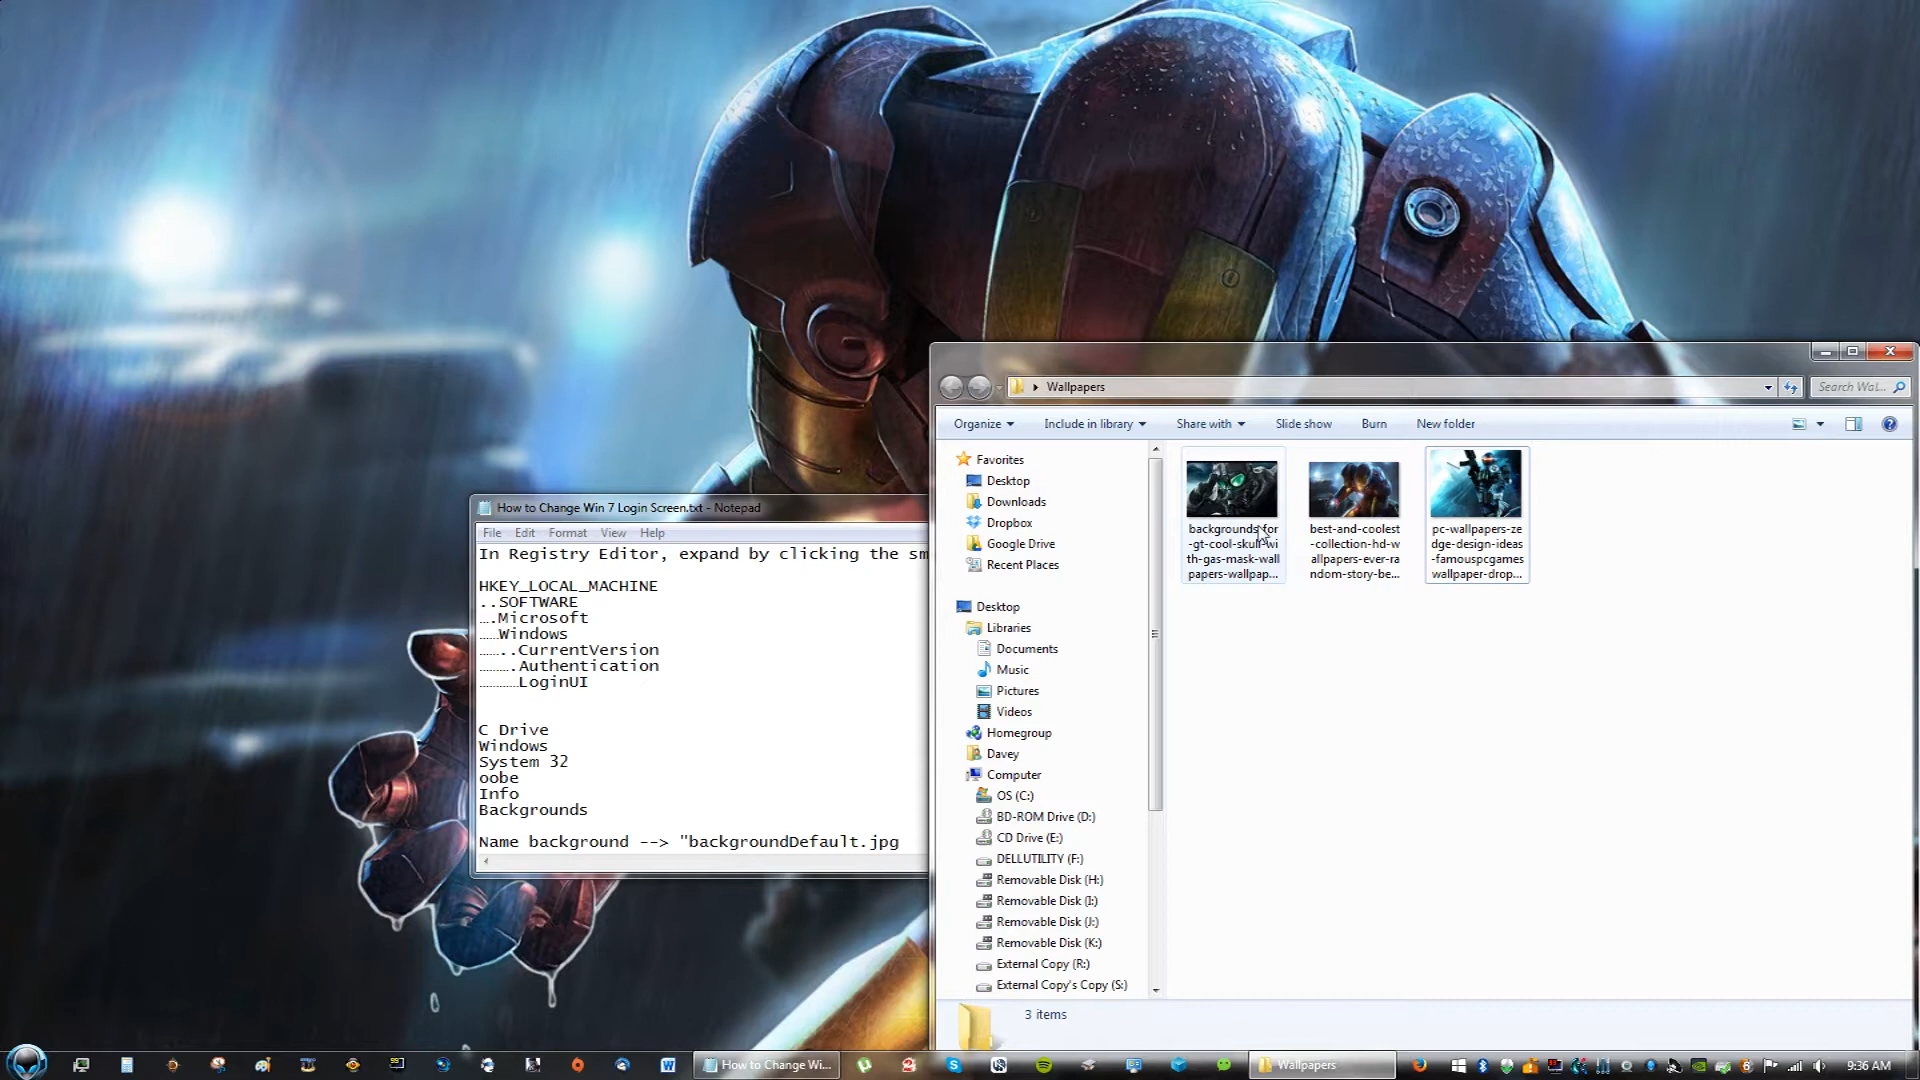 Wallpapers
Search Wal...
Organize
Include in library
Share with
Slide show
Burn
New folder
Favorites
Desktop
Downloads
Dropbox
Google Drive
Recent Places
Desktop
Libraries
Documents
Music
Pictures
Videos
Homegroup
Davey
Computer
OS (C:)
BD-ROM Drive (D:)
CD Drive (E:)
DELLUTILITY (F:)
Removable Disk (H:)
Removable Disk (I:)
Removable Disk (J:)
Removable Disk (K:)
External Copy (R:)
External Copy's Copy (S:)
backgrounds-for
-gt-cool-skull-wi
th-gas-mask-wall
papers-wallpap...
best-and-coolest
-collection-hd-w
allpapers-ever-ra
ndom-story-be...
pc-wallpapers-ze
dge-design-ideas
-famouspcgames
wallpaper-drop...
3 items
How to Change Win 7 Login Screen.txt - Notepad
File Edit Format View Help
In Registry Editor, expand by clicking the sm
HKEY_LOCAL_MACHINE
..SOFTWARE
….Microsoft
……Windows
……..CurrentVersion
……….Authentication
…………LoginUI
C Drive
Windows
System 32
oobe
Info
Backgrounds
Name background --> "backgroundDefault.jpg
How to Change Wi...
Wallpapers
9:36 AM